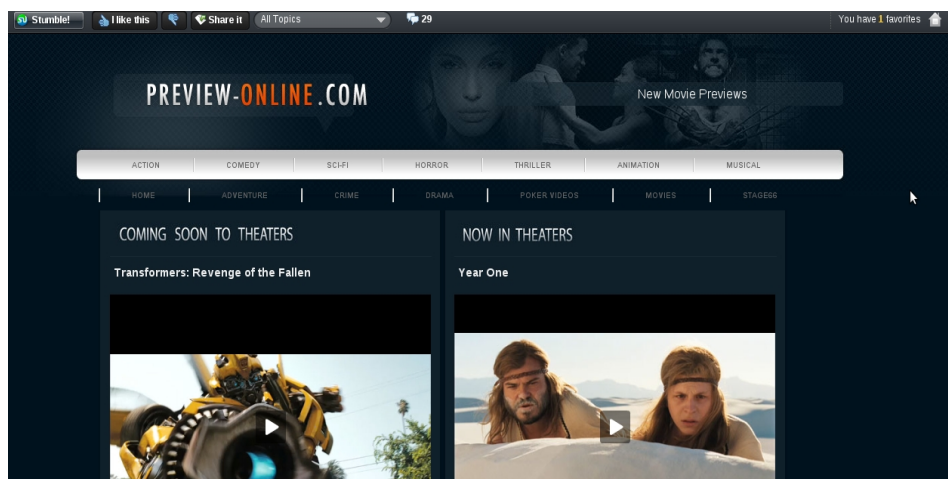 Stumble! I like this Share it All Topics 29 You have 1 favorites
PREVIEW-ONLINE.COM
New Movie Previews
ACTION COMEDY SCI-FI HORROR THRILLER ANIMATION MUSICAL
HOME ADVENTURE CRIME DRAMA POKER VIDEOS MOVIES STAGE66
COMING SOON TO THEATERS
Transformers: Revenge of the Fallen
NOW IN THEATERS
Year One